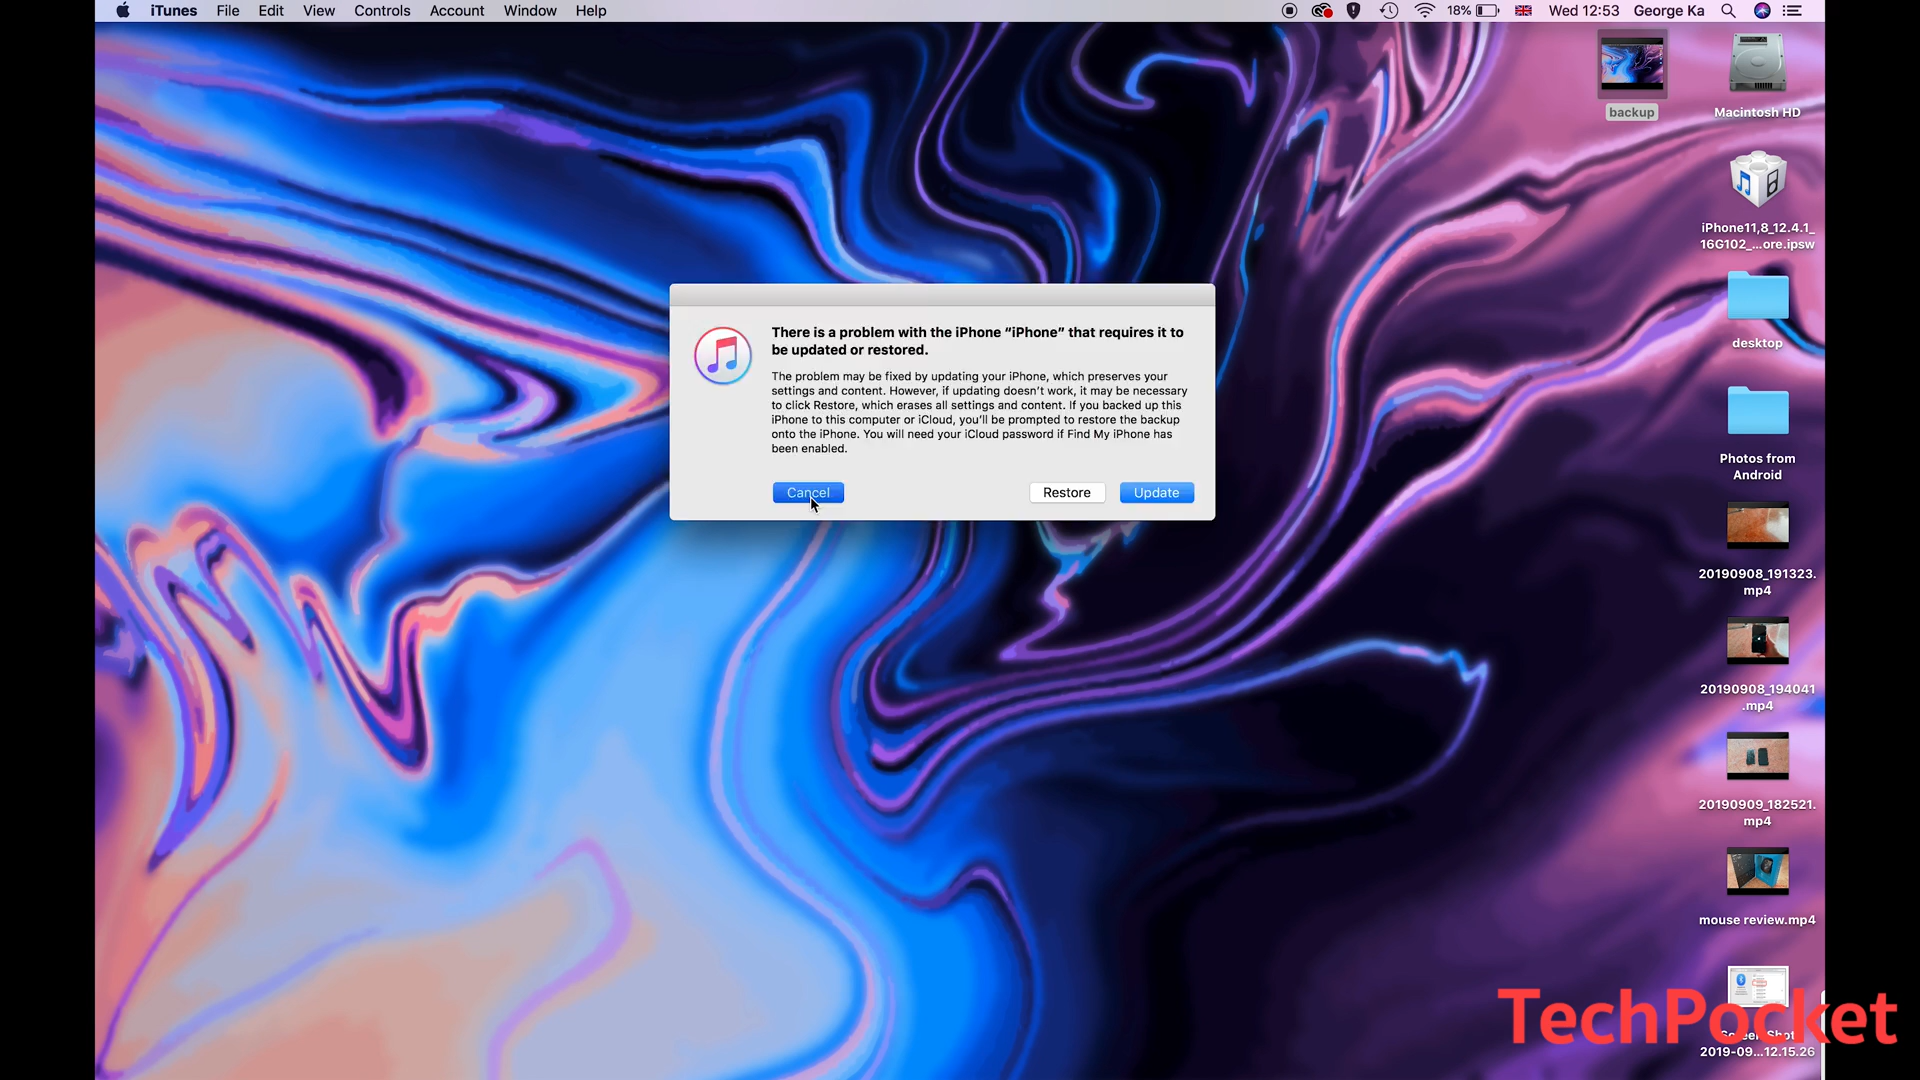 iTunes File Edit View Controls Account Window Help 18% Wed 12:53 George Ka
backup
Macintosh HD
iPhone11,8_12.4.1_
16G102_...ore.ipsw
desktop
Photos from
Android
20190908_191323.
mp4
20190908_194041
.mp4
20190909_182521.
mp4
mouse review.mp4
Screen Shot
2019-09...12.15.26
There is a problem with the iPhone “iPhone” that requires it to
be updated or restored.
The problem may be fixed by updating your iPhone, which preserves your
settings and content. However, if updating doesn’t work, it may be necessary
to click Restore, which erases all settings and content. If you backed up this
iPhone to this computer or iCloud, you’ll be prompted to restore the backup
onto the iPhone. You will need your iCloud password if Find My iPhone has
been enabled.
Cancel Restore Update
TechPocket